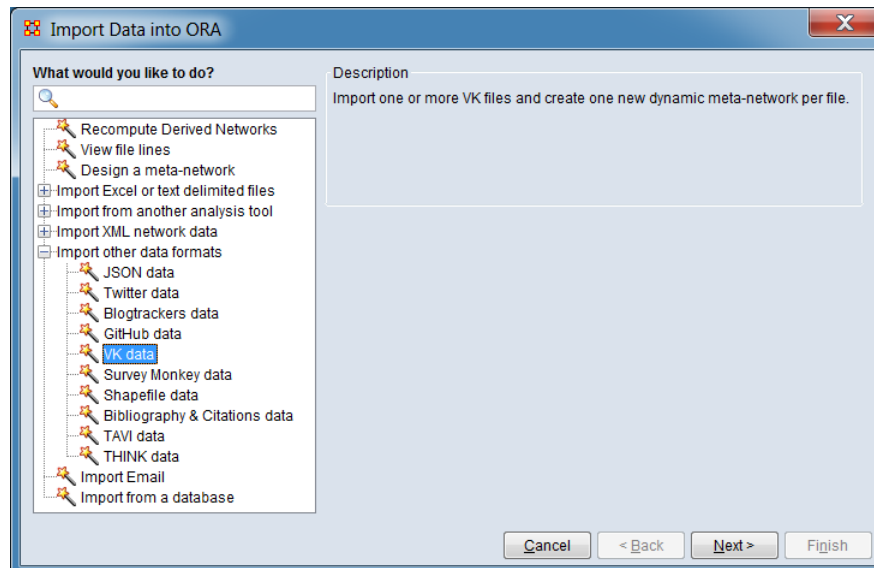 Import Data into ORA
X
What would you like to do?
Recompute Derived Networks
View file lines
Design a meta-network
Import Excel or text delimited files
Import from another analysis tool
Import XML network data
Import other data formats
JSON data
Twitter data
Blogtrackers data
GitHub data
VK data
Survey Monkey data
Shapefile data
Bibliography & Citations data
TAVI data
THINK data
Import Email
Import from a database
Description
Import one or more VK files and create one new dynamic meta-network per file.
Cancel
< Back
Next >
Finish